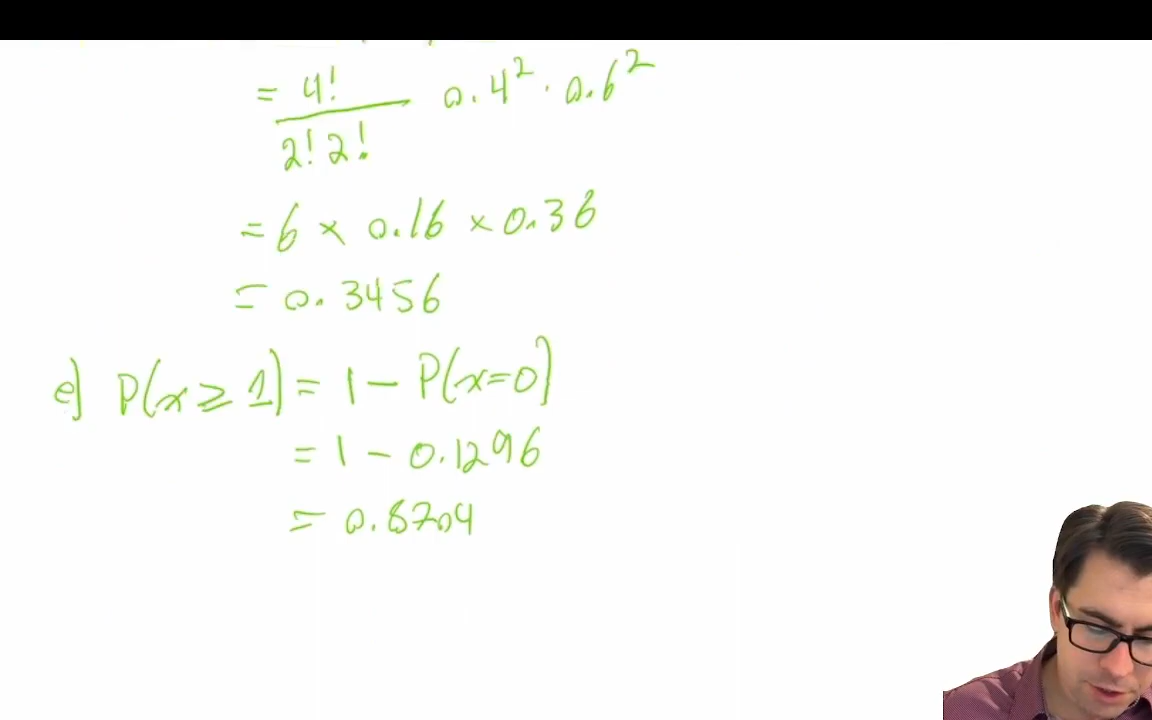 = 4! / 2! 2! 0.4² · 0.6²
= 6 × 0.16 × 0.36
= 0.3456
e) P(x ≥ 1) = 1 − P(x=0)
= 1 − 0.1296
= 0.8704